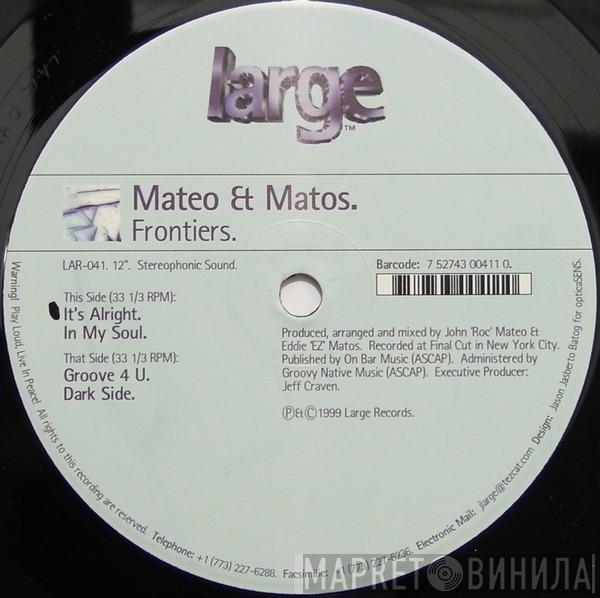 large™
Mateo & Matos.
Frontiers.
LAR-041. 12". Stereophonic Sound.
Barcode: 7 52743 00411 0.
This Side (33 1/3 RPM):
It's Alright.
In My Soul.
That Side (33 1/3 RPM):
Groove 4 U.
Dark Side.
Produced, arranged and mixed by John 'Roc' Mateo &
Eddie 'EZ' Matos. Recorded at Final Cut in New York City.
Published by On Bar Music (ASCAP). Administered by
Groovy Native Music (ASCAP). Executive Producer:
Jeff Craven.
℗&©1999 Large Records.
Warning! Play Loud, Live In Peace! All rights to this recording are reserved. Telephone: +1 (773) 227-6288. Facsimile: +1 (773) 227-6236. Electronic Mail: jlarge@tezcat.com Design: Jason Jasberto Batog for opticaSENS.
МАРКЕТ ВИНИЛА